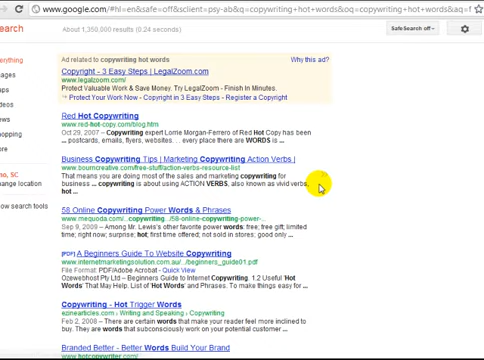 www.google.com/#hl=en&safe=off&sclient=psy-ab&q=copywriting+hot+words&oq=copywriting+hot+words&aq=f
earch
About 1,350,000 results (0.24 seconds)
SafeSearch off
erything
ages
aps
deos
ews
opping
ore
mo, SC
hange location
how search tools
Ad related to copywriting hot words
Why this ad?
Copyright - 3 Easy Steps | LegalZoom.com
www.legalzoom.com/
Protect Valuable Work & Save Money. Try LegalZoom - Finish In Minutes.
Protect Your Work Now - Copyright in 3 Easy Steps - Register a Copyright
Red Hot Copywriting
www.red-hot-copy.com/blog.htm
Oct 29, 2007 – Copywriting expert Lorrie Morgan-Ferrero of Red Hot Copy has been
... postcards, emails, flyers, websites... every place there are WORDS is ...
Business Copywriting Tips | Marketing Copywriting Action Verbs |
www.bourncreative.com/free-stuff/action-verbs-resource-list
That means you are doing most of the sales and marketing copywriting for
business ... copywriting is about using ACTION VERBS, also known as vivid verbs,
hot ...
58 Online Copywriting Power Words & Phrases
www.mequoda.com/...copywriting.../58-online-copywriting-power-...
Sep 9, 2009 – Among Mr. Lewis's other favorite power words: free; free gift; limited
time; right now; surprise; hot; first time offered; not sold in stores; good only ...
[PDF] A Beginners Guide To Website Copywriting
www.internetmarketingsolution.com.au/.../beginners_guide01.pdf
File Format: PDF/Adobe Acrobat - Quick View
Ozewebhost Pty Ltd – Beginners Guide to Internet Copywriting. 1.2 Useful 'Hot
Words' That May Help. List of 'Hot Words' and Phrases. To make things easy for ...
Copywriting - Hot Trigger Words
ezinearticles.com › Writing and Speaking › Copywriting
Feb 2, 2008 – There are certain words that make your reader feel more inclined to
buy. They are words that subconsciously work on your potential customer ...
Branded Better - Better Words Build Your Brand
www.hotcopywriter.com/